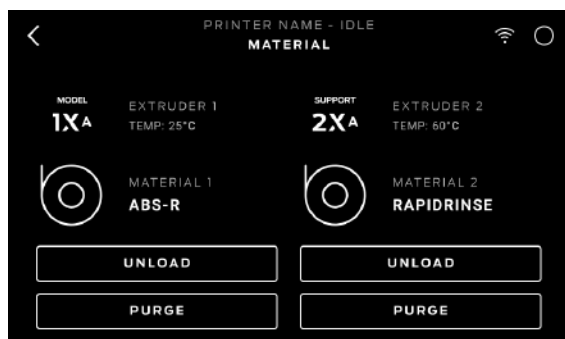 PRINTER NAME - IDLE
MATERIAL
MODEL
1XA
EXTRUDER 1
TEMP: 25°C
SUPPORT
2XA
EXTRUDER 2
TEMP: 60°C
MATERIAL 1
ABS-R
MATERIAL 2
RAPIDRINSE
UNLOAD
UNLOAD
PURGE
PURGE